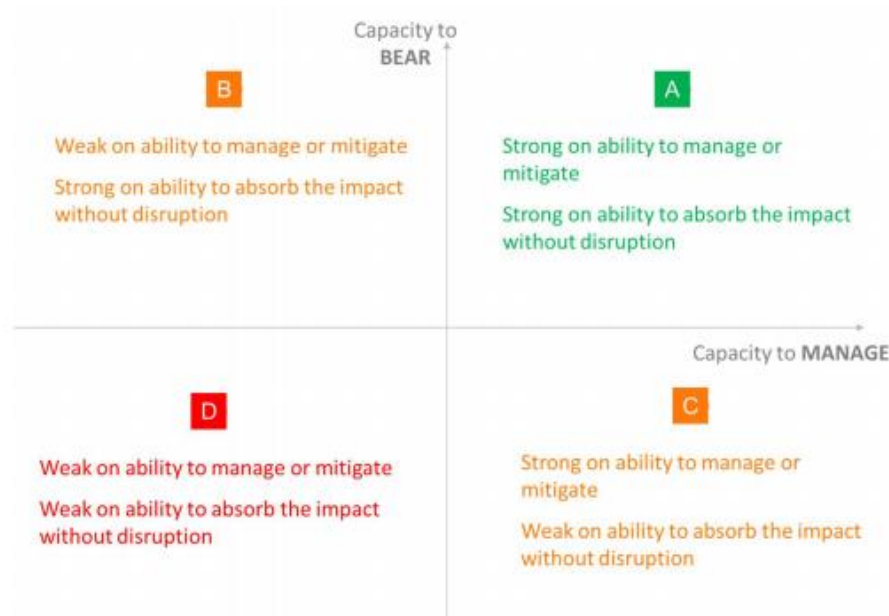 Capacity to
BEAR
B
Weak on ability to manage or mitigate
Strong on ability to absorb the impact
without disruption
A
Strong on ability to manage or
mitigate
Strong on ability to absorb the impact
without disruption
Capacity to MANAGE
D
Weak on ability to manage or mitigate
Weak on ability to absorb the impact
without disruption
C
Strong on ability to manage or
mitigate
Weak on ability to absorb the impact
without disruption